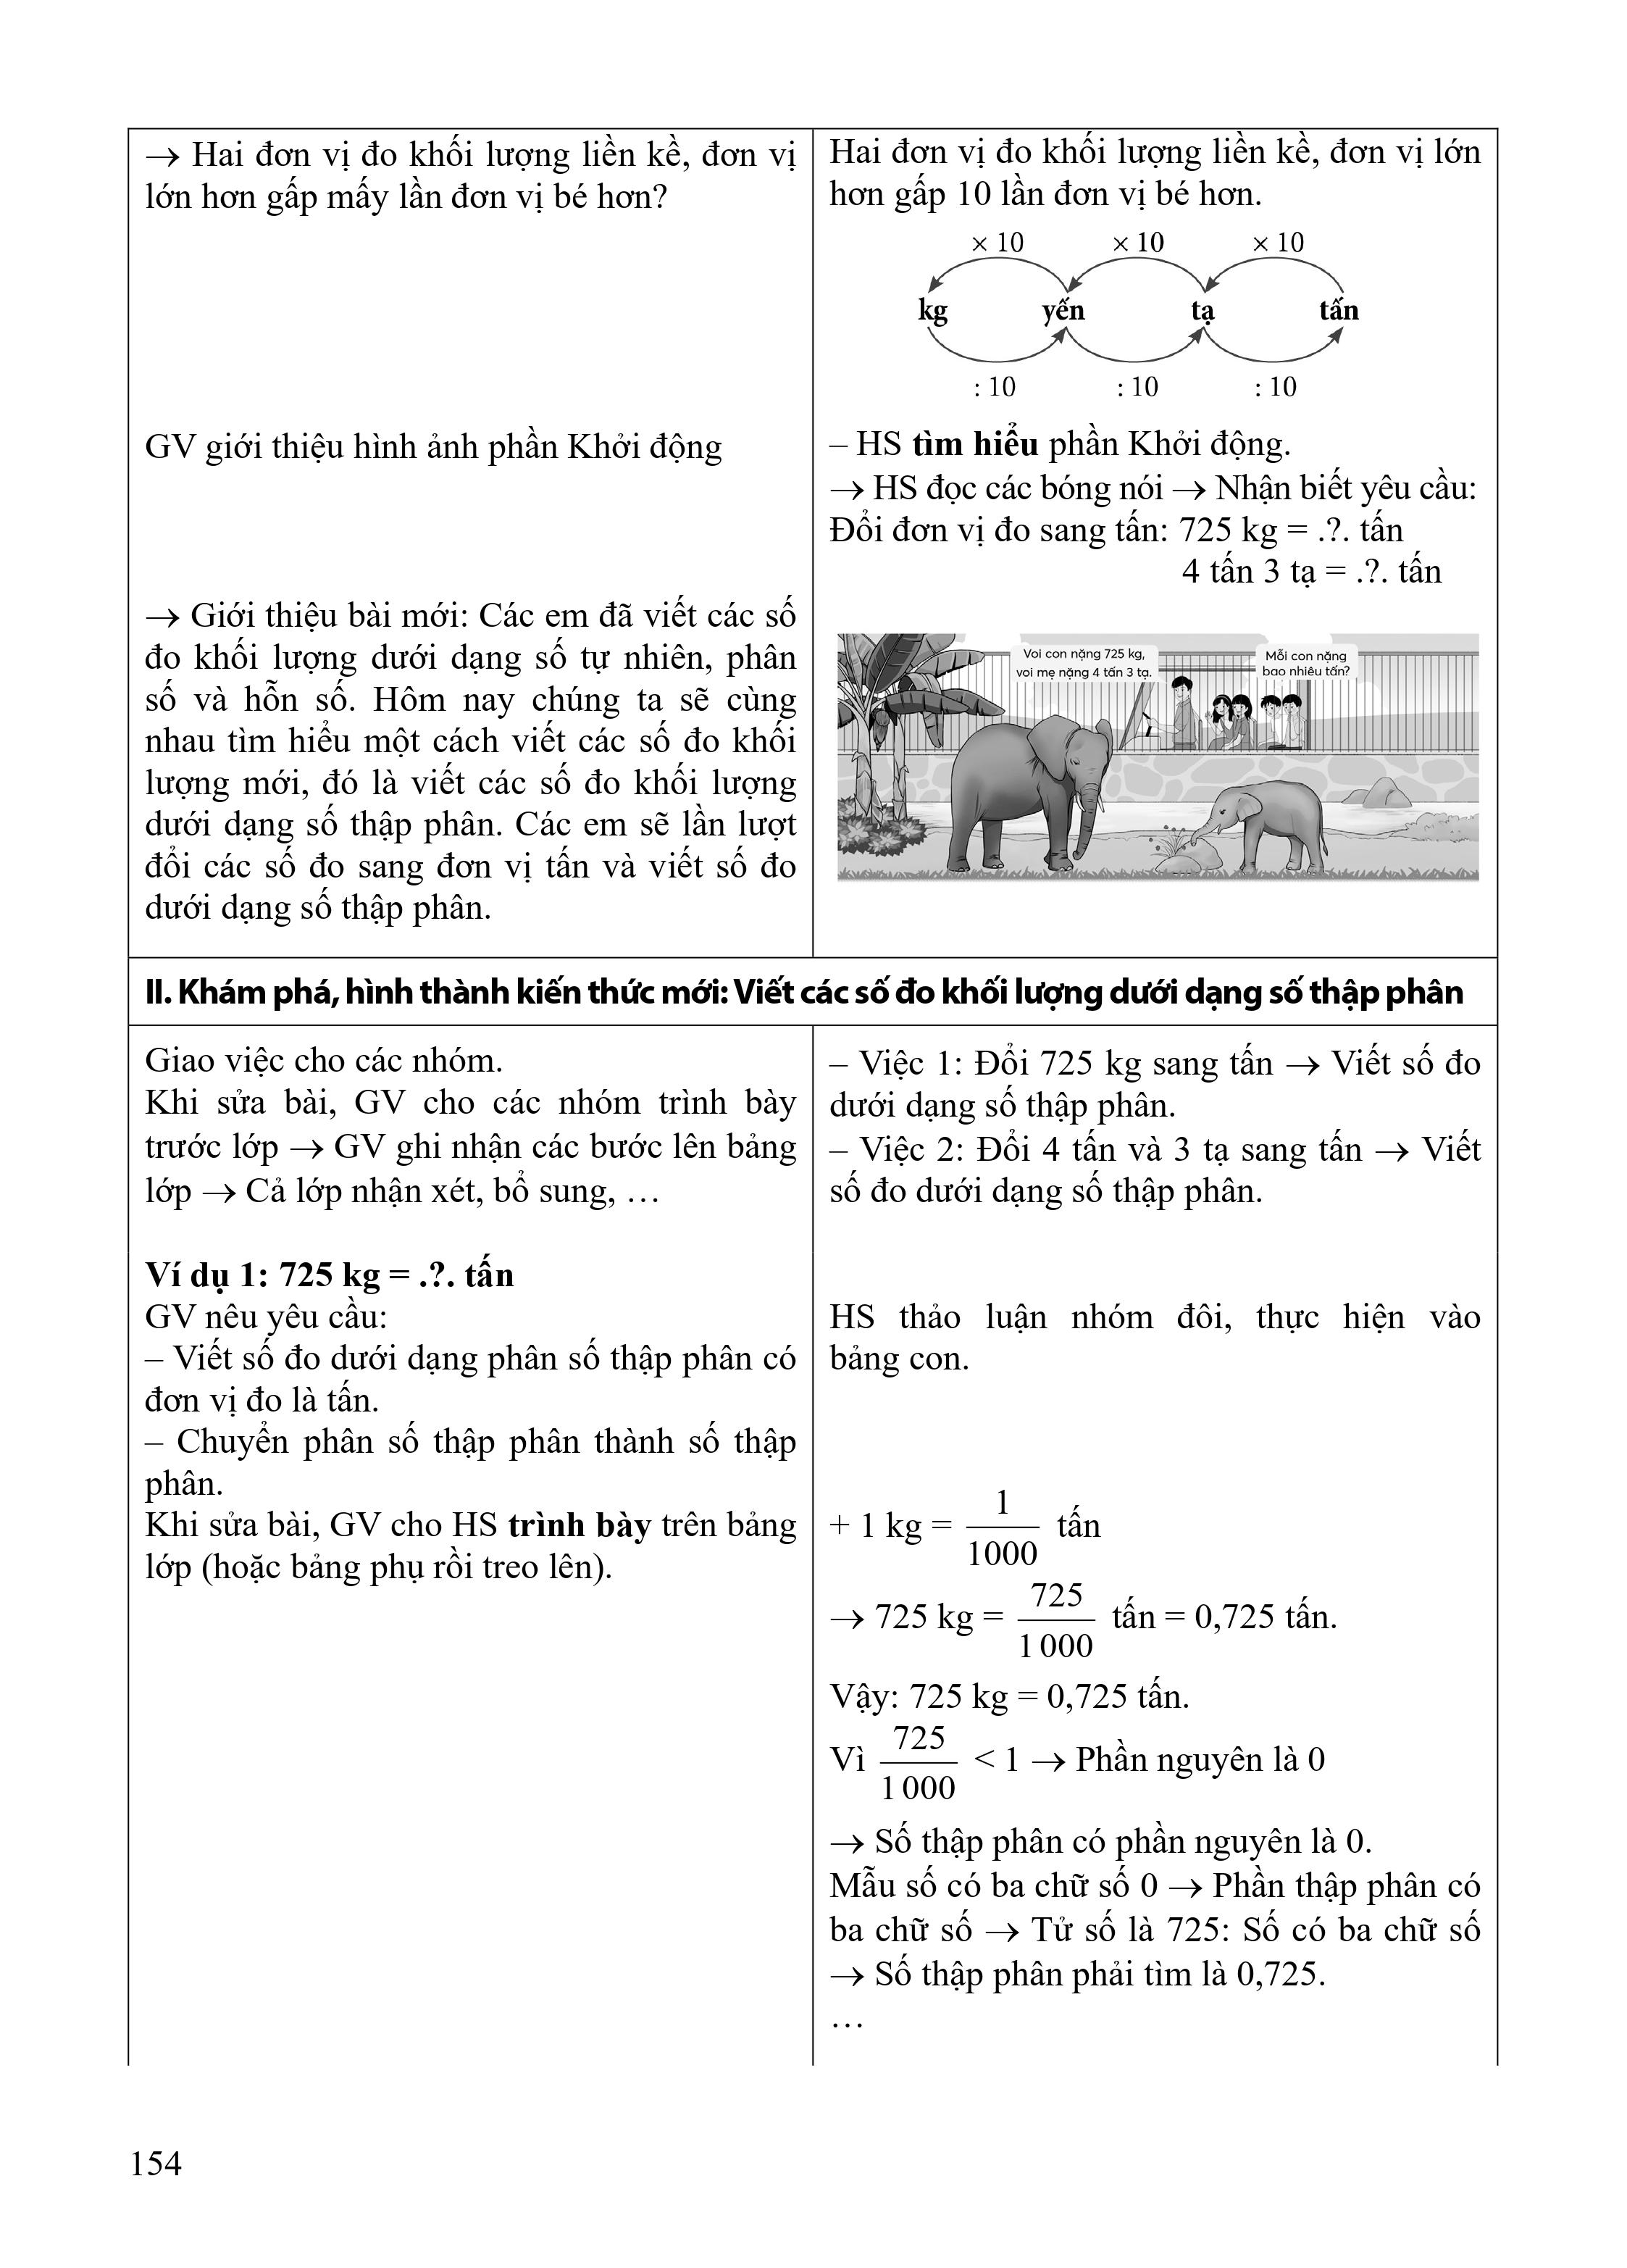 → Hai đơn vị đo khối lượng liền kề, đơn vị
lớn hơn gấp mấy lần đơn vị bé hơn?
GV giới thiệu hình ảnh phần Khởi động
→ Giới thiệu bài mới: Các em đã viết các số
đo khối lượng dưới dạng số tự nhiên, phân
số và hỗn số. Hôm nay chúng ta sẽ cùng
nhau tìm hiểu một cách viết các số đo khối
lượng mới, đó là viết các số đo khối lượng
dưới dạng số thập phân. Các em sẽ lần lượt
đổi các số đo sang đơn vị tấn và viết số đo
dưới dạng số thập phân.
Hai đơn vị đo khối lượng liền kề, đơn vị lớn
hơn gấp 10 lần đơn vị bé hơn.
× 10 × 10 × 10
kg yến tạ tấn
: 10 : 10 : 10
– HS tìm hiểu phần Khởi động.
→ HS đọc các bóng nói → Nhận biết yêu cầu:
Đổi đơn vị đo sang tấn: 725 kg = .?. tấn
4 tấn 3 tạ = .?. tấn
Voi con nặng 725 kg,
voi mẹ nặng 4 tấn 3 tạ.
Mỗi con nặng
bao nhiêu tấn?
II. Khám phá, hình thành kiến thức mới: Viết các số đo khối lượng dưới dạng số thập phân
Giao việc cho các nhóm.
Khi sửa bài, GV cho các nhóm trình bày
trước lớp → GV ghi nhận các bước lên bảng
lớp → Cả lớp nhận xét, bổ sung, …
Ví dụ 1: 725 kg = .?. tấn
GV nêu yêu cầu:
– Viết số đo dưới dạng phân số thập phân có
đơn vị đo là tấn.
– Chuyển phân số thập phân thành số thập
phân.
Khi sửa bài, GV cho HS trình bày trên bảng
lớp (hoặc bảng phụ rồi treo lên).
– Việc 1: Đổi 725 kg sang tấn → Viết số đo
dưới dạng số thập phân.
– Việc 2: Đổi 4 tấn và 3 tạ sang tấn → Viết
số đo dưới dạng số thập phân.
HS thảo luận nhóm đôi, thực hiện vào
bảng con.
+ 1 kg = 1/1000 tấn
→ 725 kg = 725/1 000 tấn = 0,725 tấn.
Vậy: 725 kg = 0,725 tấn.
Vì 725/1 000 < 1 → Phần nguyên là 0
→ Số thập phân có phần nguyên là 0.
Mẫu số có ba chữ số 0 → Phần thập phân có
ba chữ số → Tử số là 725: Số có ba chữ số
→ Số thập phân phải tìm là 0,725.
…
154